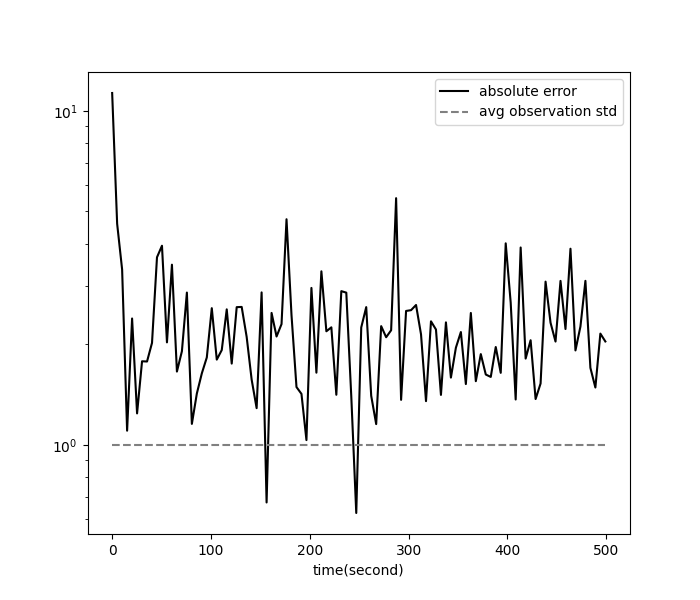 absolute error
avg observation std
10¹
10⁰
0 100 200 300 400 500
time(second)